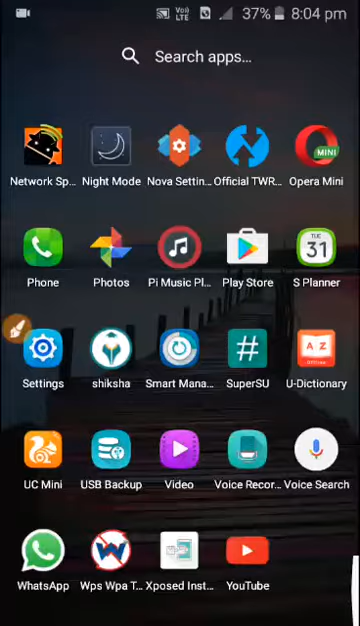 VoD LTE 37% 8:04 pm
Search apps...
MINI
Network Sp... Night Mode Nova Settin... Official TWR... Opera Mini
TUE
31
Phone Photos Pi Music Pl... Play Store S Planner
# A Z
Settings shiksha Smart Mana... SuperSU U-Dictionary
UC Mini USB Backup Video Voice Recor... Voice Search
W
WhatsApp Wps Wpa T... Xposed Inst... YouTube